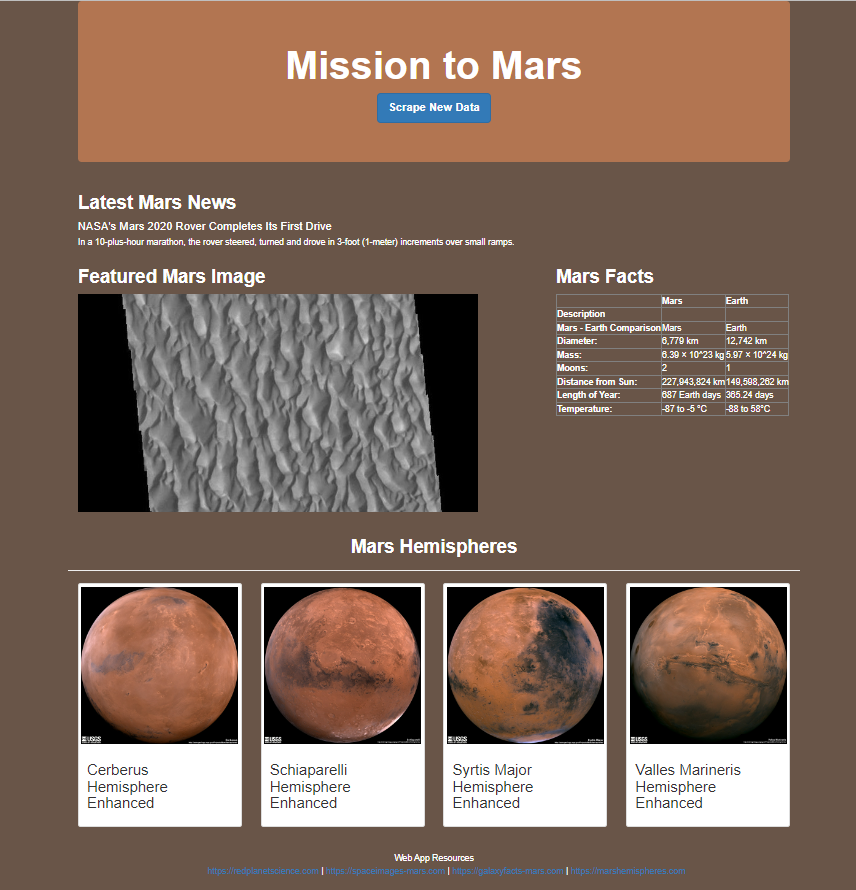 Mission to Mars
Scrape New Data
Latest Mars News
NASA's Mars 2020 Rover Completes Its First Drive
In a 10-plus-hour marathon, the rover steered, turned and drove in 3-foot (1-meter) increments over small ramps.
Featured Mars Image
Mars Facts
Mars Earth
Description
Mars - Earth Comparison Mars Earth
Diameter: 6,779 km 12,742 km
Mass: 6.39 × 10^23 kg 5.97 × 10^24 kg
Moons: 2 1
Distance from Sun: 227,943,824 km 149,598,262 km
Length of Year: 687 Earth days 365.24 days
Temperature: -87 to -5 °C -88 to 58°C
Mars Hemispheres
USGS
USGS
USGS
USGS
Cerberus
Hemisphere
Enhanced
Schiaparelli
Hemisphere
Enhanced
Syrtis Major
Hemisphere
Enhanced
Valles Marineris
Hemisphere
Enhanced
Web App Resources
https://redplanetscience.com | https://spaceimages-mars.com | https://galaxyfacts-mars.com | https://marshemispheres.com